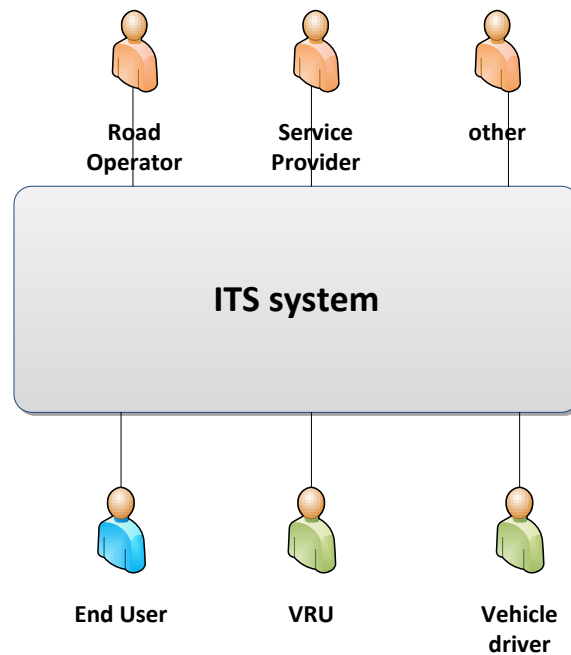 Road
Operator
Service
Provider
other
ITS system
End User
VRU
Vehicle
driver